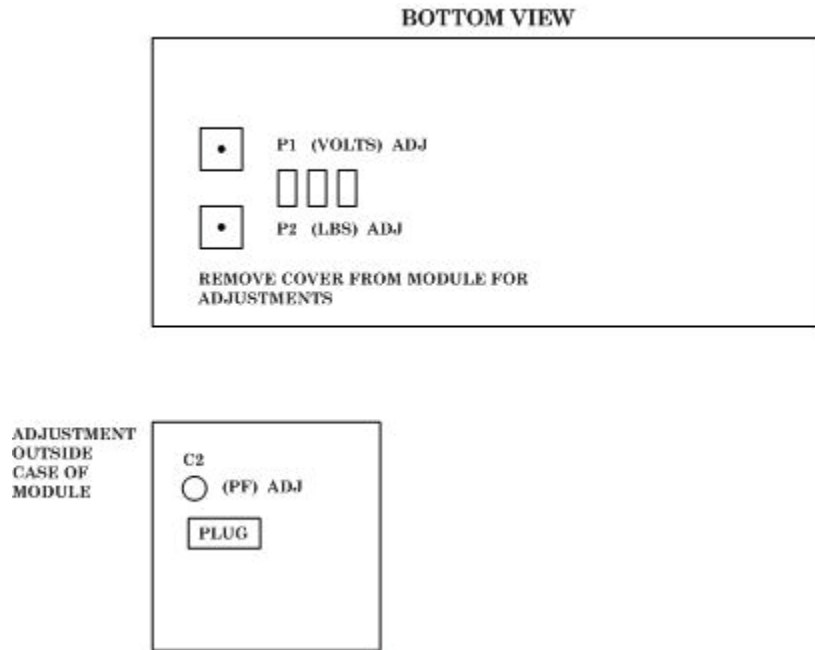 BOTTOM VIEW
P1 (VOLTS) ADJ
P2 (LBS) ADJ
REMOVE COVER FROM MODULE FOR
ADJUSTMENTS
ADJUSTMENT
OUTSIDE
CASE OF
MODULE
C2
(PF) ADJ
PLUG